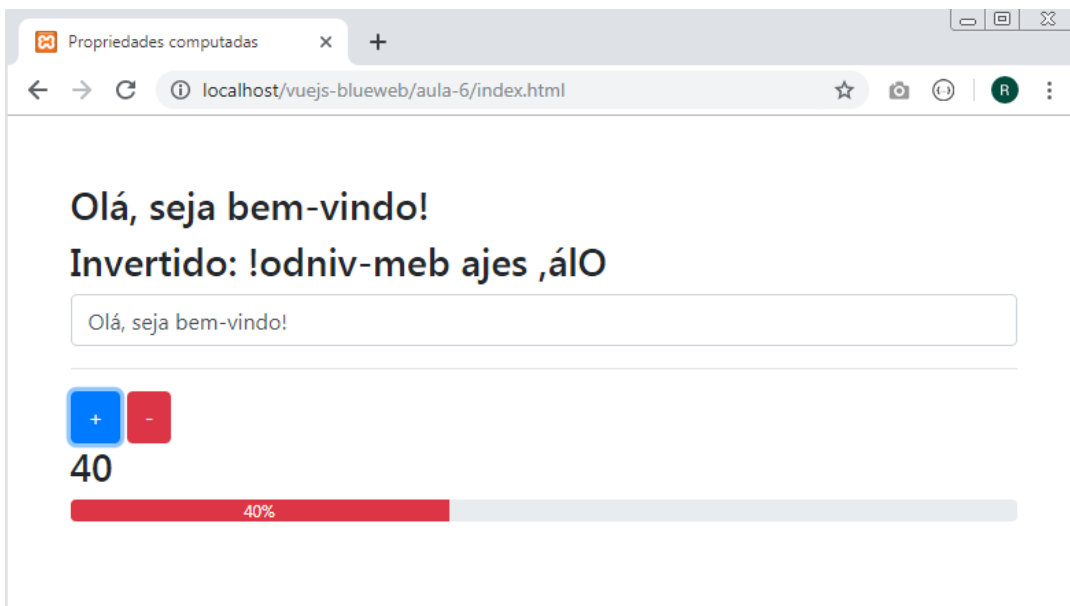 Propriedades computadas
localhost/vuejs-blueweb/aula-6/index.html
R
Olá, seja bem-vindo!
Invertido: !odniv-meb ajes ,álO
Olá, seja bem-vindo!
+ -
40
40%